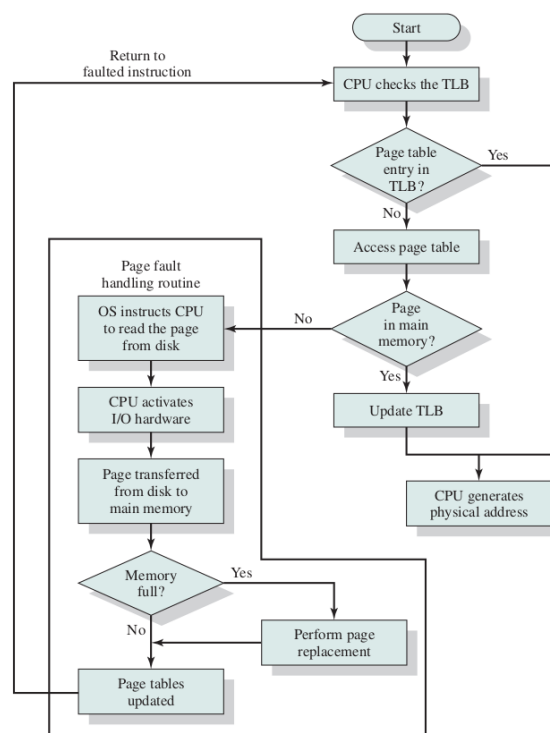 Start
Return to
faulted instruction
CPU checks the TLB
Page table
entry in
TLB?
Yes
No
Access page table
Page fault
handling routine
OS instructs CPU
to read the page
from disk
No
Page
in main
memory?
Yes
CPU activates
I/O hardware
Update TLB
Page transferred
from disk to
main memory
CPU generates
physical address
Memory
full?
Yes
No
Perform page
replacement
Page tables
updated